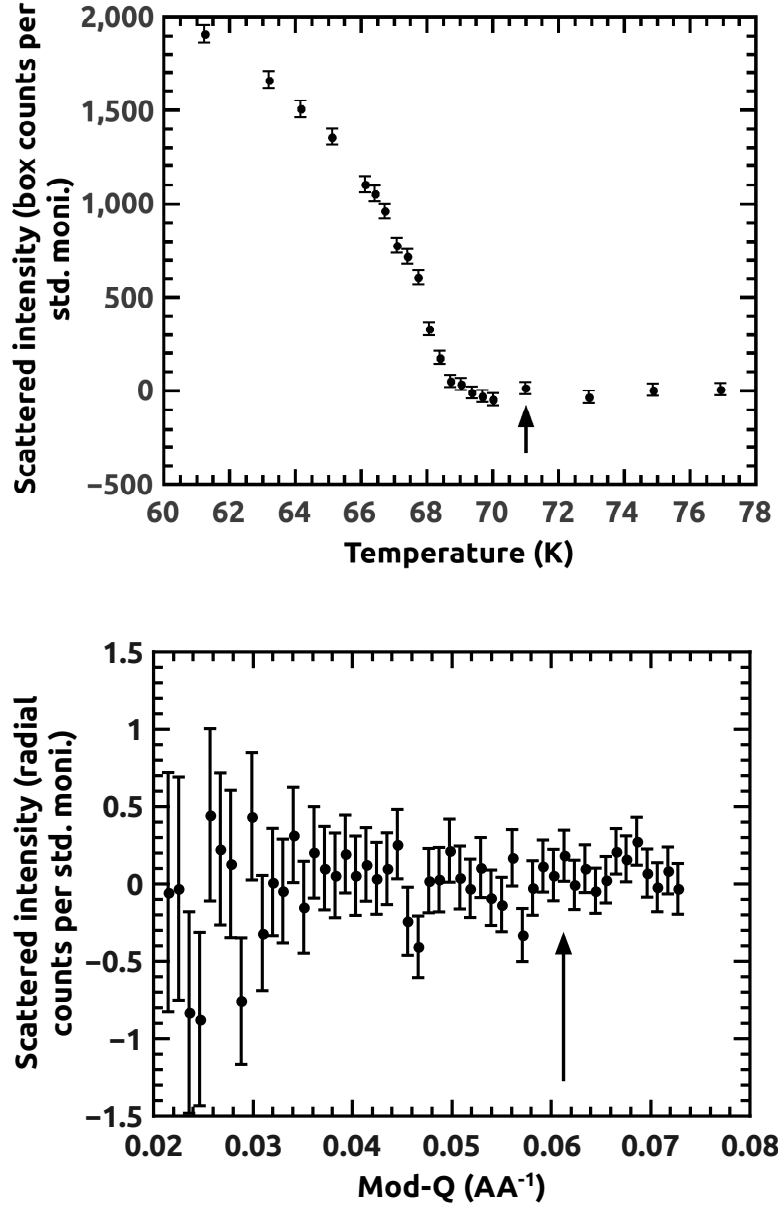 Scattered intensity (box counts per
std. moni.)
2,000
1,500
1,000
500
0
−500
60 62 64 66 68 70 72 74 76 78
Temperature (K)
Scattered intensity (radial
counts per std. moni.)
1.5
1
0.5
0
−0.5
−1
−1.5
0.02 0.03 0.04 0.05 0.06 0.07 0.08
Mod-Q (AA⁻¹)